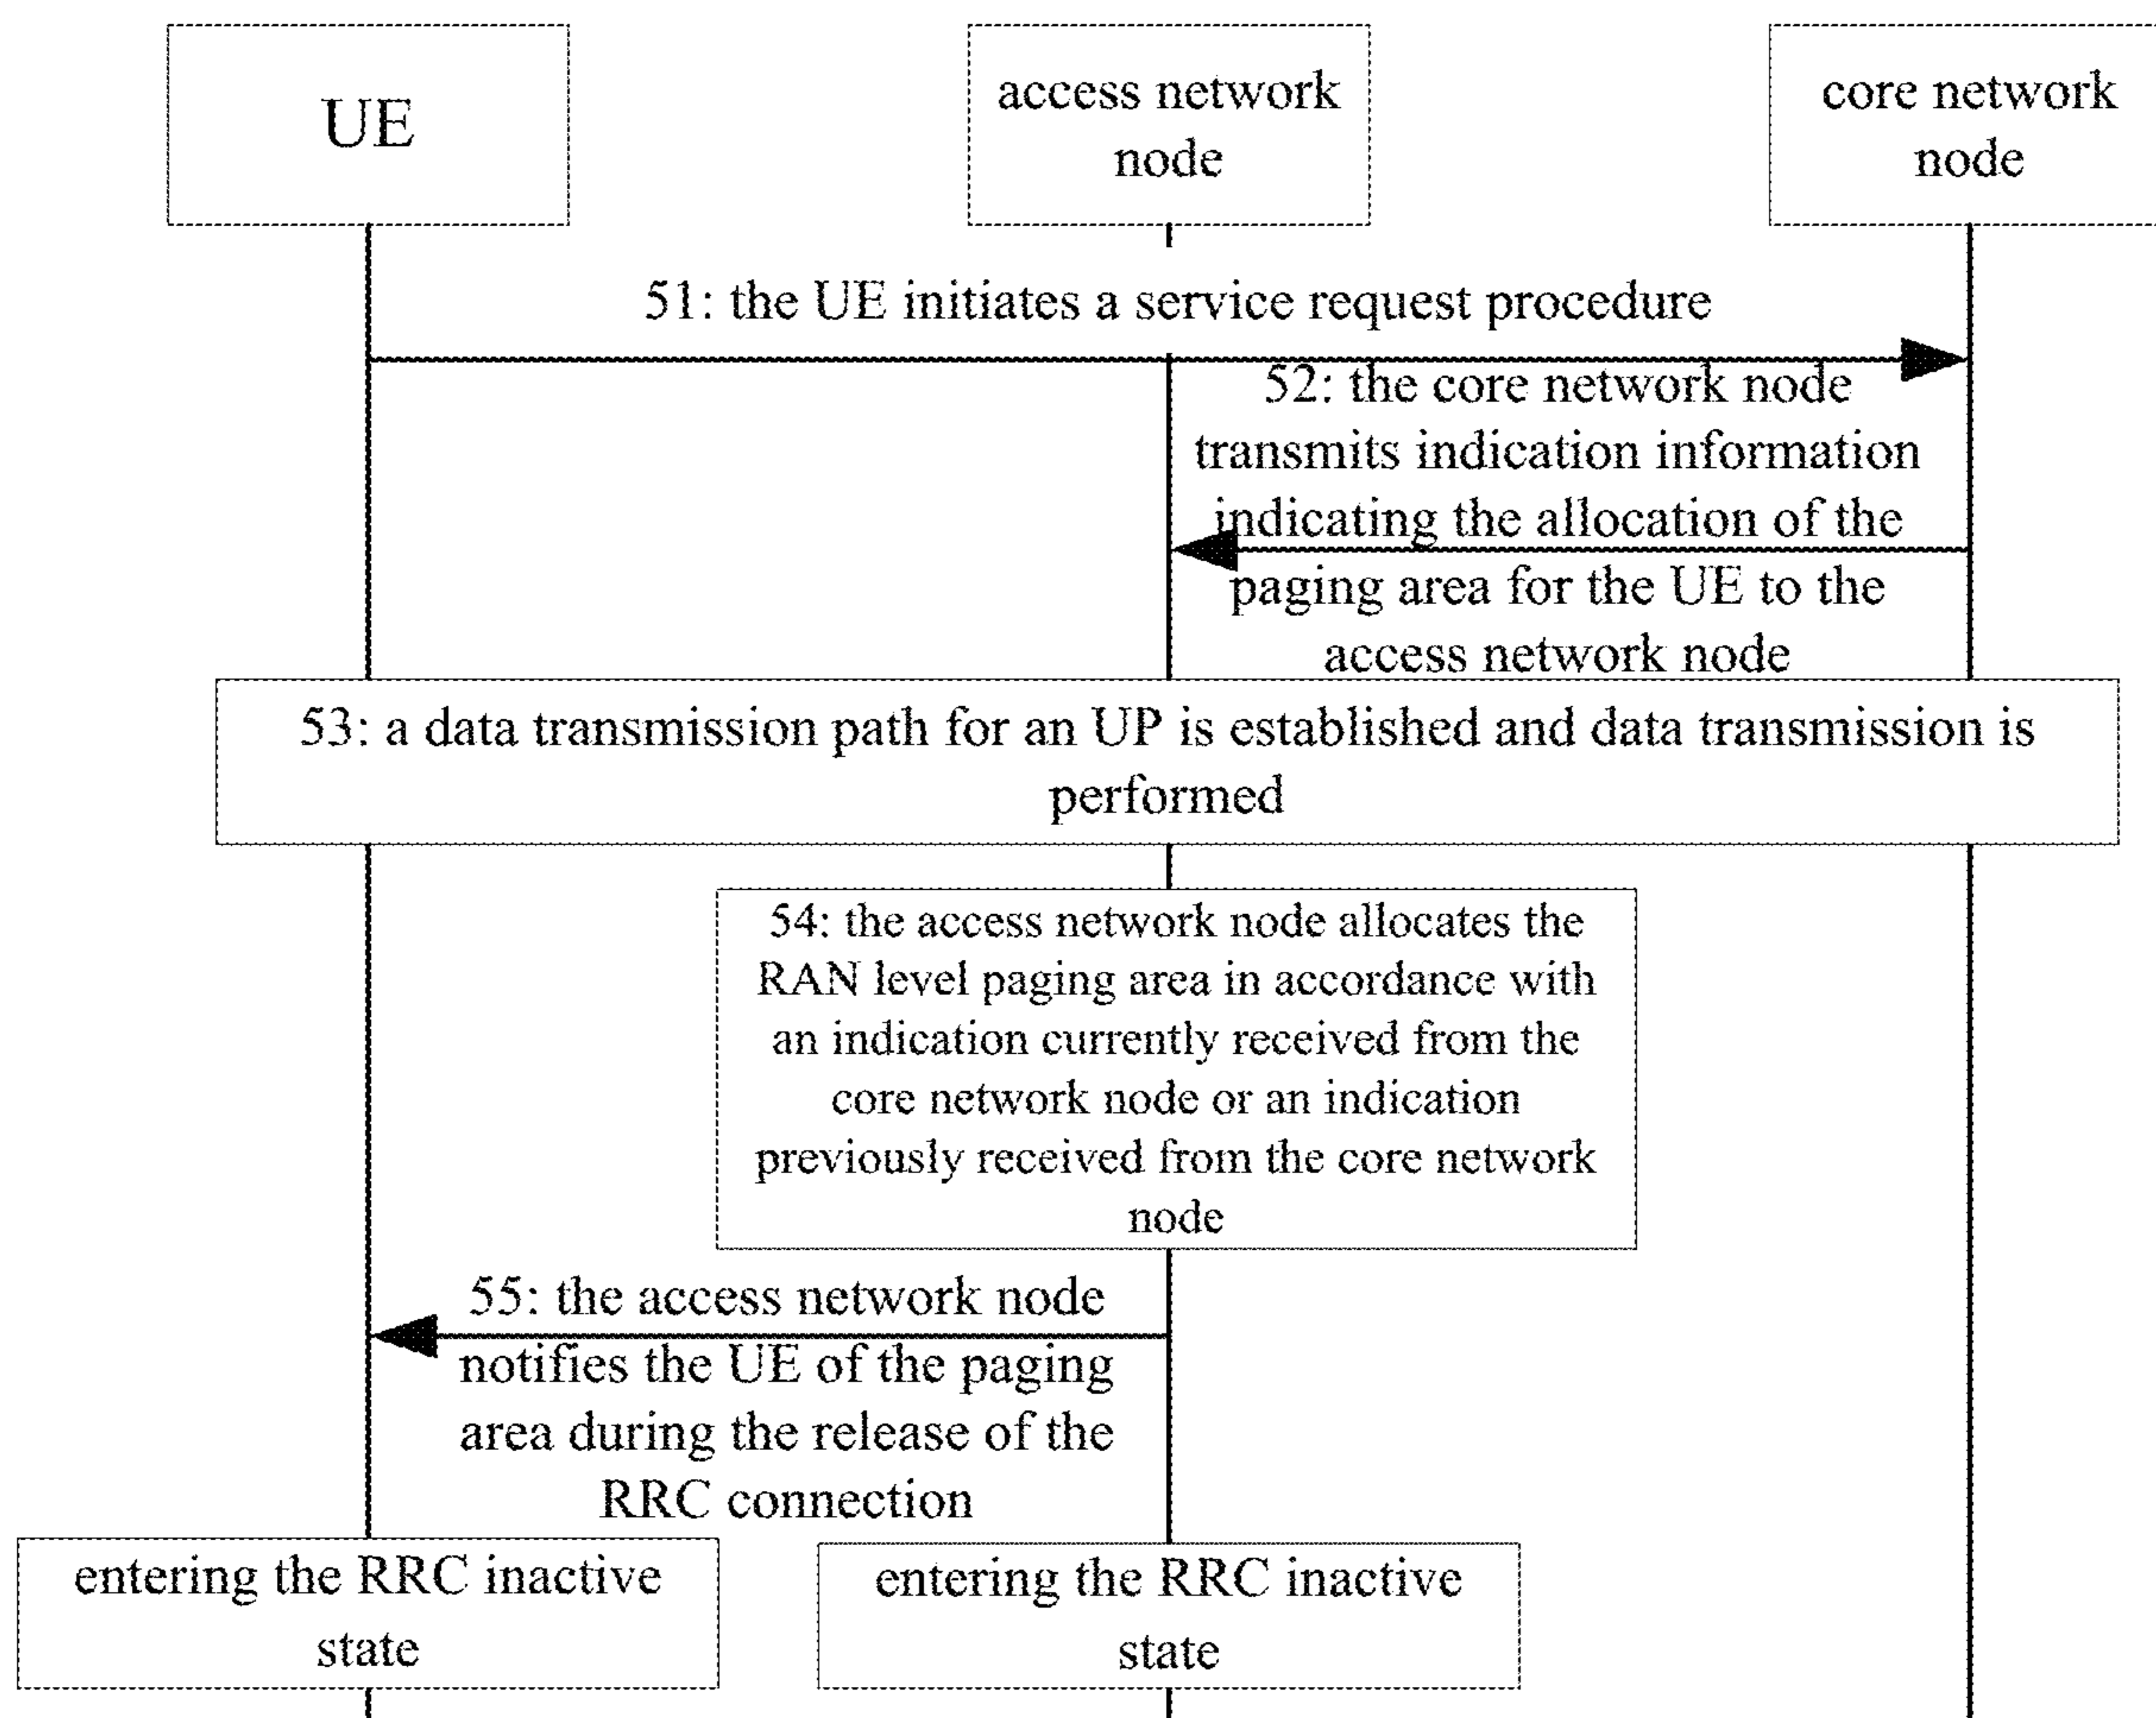 UE
access network
node
core network
node
51: the UE initiates a service request procedure
52: the core network node
transmits indication information
indicating the allocation of the
paging area for the UE to the
access network node
53: a data transmission path for an UP is established and data transmission is
performed
54: the access network node allocates the
RAN level paging area in accordance with
an indication currently received from the
core network node or an indication
previously received from the core network
node
55: the access network node
notifies the UE of the paging
area during the release of the
RRC connection
entering the RRC inactive
state
entering the RRC inactive
state